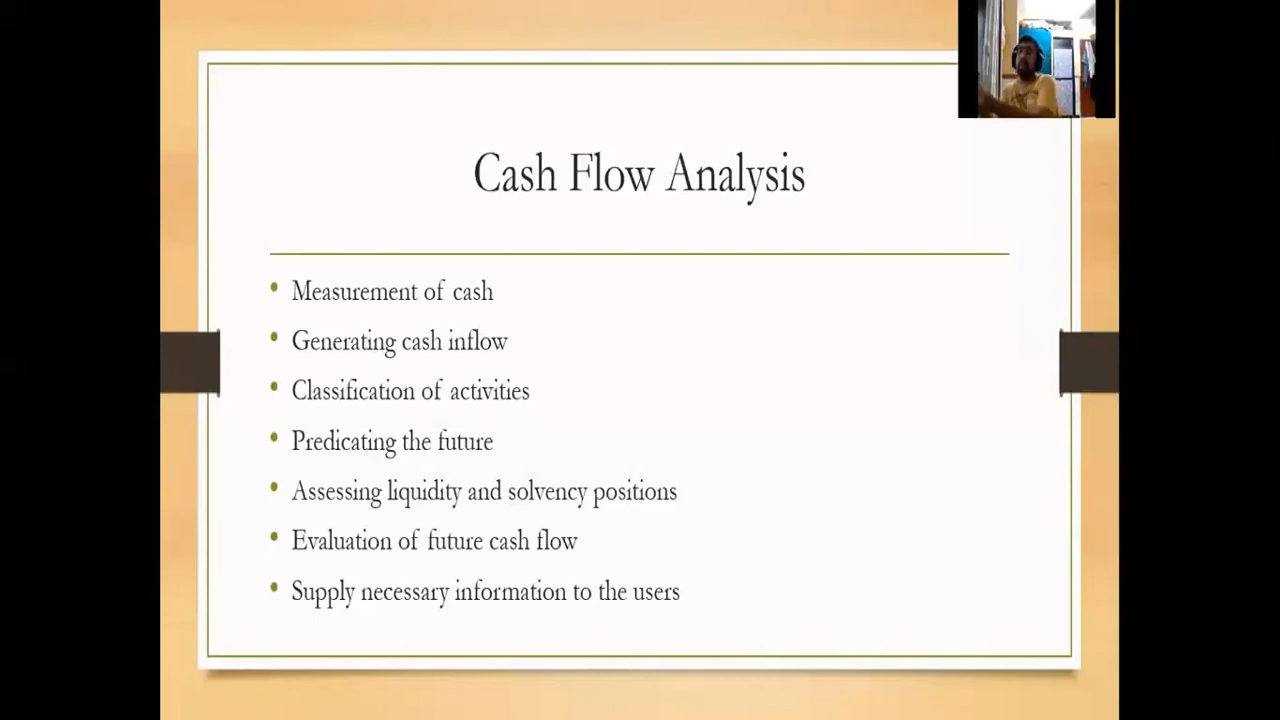 Cash Flow Analysis
• Measurement of cash
• Generating cash inflow
• Classification of activities
• Predicating the future
• Assessing liquidity and solvency positions
• Evaluation of future cash flow
• Supply necessary information to the users